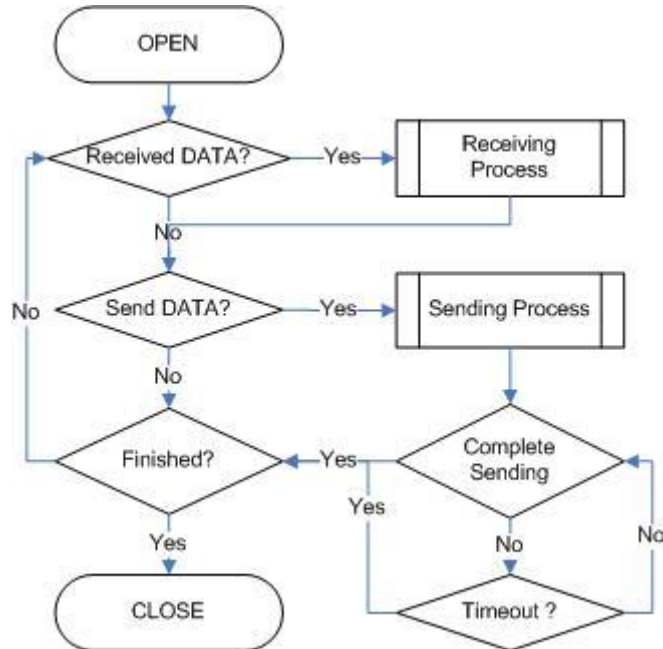 OPEN
Received DATA?
Yes
Receiving
Process
No
Send DATA?
Yes
Sending Process
No
No
Finished?
Yes
Complete
Sending
Yes
Yes
No
No
CLOSE
Timeout ?